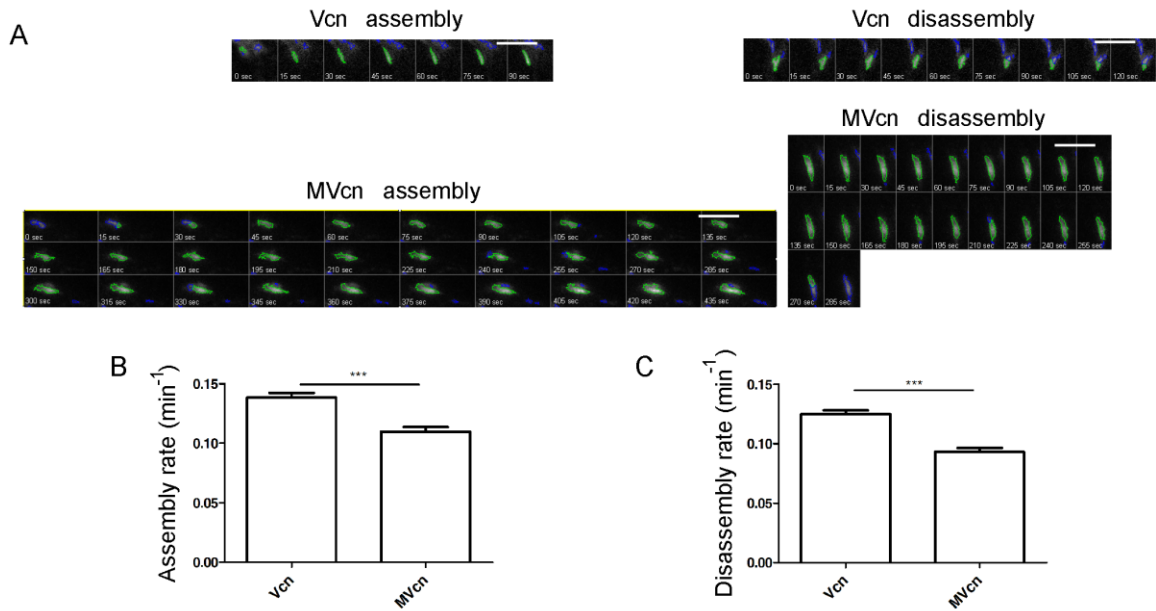 A
Vcn assembly
0 sec 15 sec 30 sec 45 sec 60 sec 75 sec 90 sec
Vcn disassembly
0 sec 15 sec 30 sec 45 sec 60 sec 75 sec 90 sec 105 sec 120 sec
MVcn assembly
0 sec 15 sec 30 sec 45 sec 60 sec 75 sec 90 sec 105 sec 120 sec 135 sec
150 sec 165 sec 180 sec 195 sec 210 sec 225 sec 240 sec 255 sec 270 sec 285 sec
300 sec 315 sec 330 sec 345 sec 360 sec 375 sec 390 sec 405 sec 420 sec 435 sec
MVcn disassembly
0 sec 15 sec 30 sec 45 sec 60 sec 75 sec 90 sec 105 sec 120 sec
135 sec 150 sec 165 sec 180 sec 195 sec 210 sec 225 sec 240 sec 255 sec
270 sec 285 sec
B
Assembly rate (min⁻¹)
0.15
0.10
0.05
0.00
***
Vcn
MVcn
C
Disassembly rate (min⁻¹)
0.15
0.10
0.05
0.00
***
Vcn
MVcn